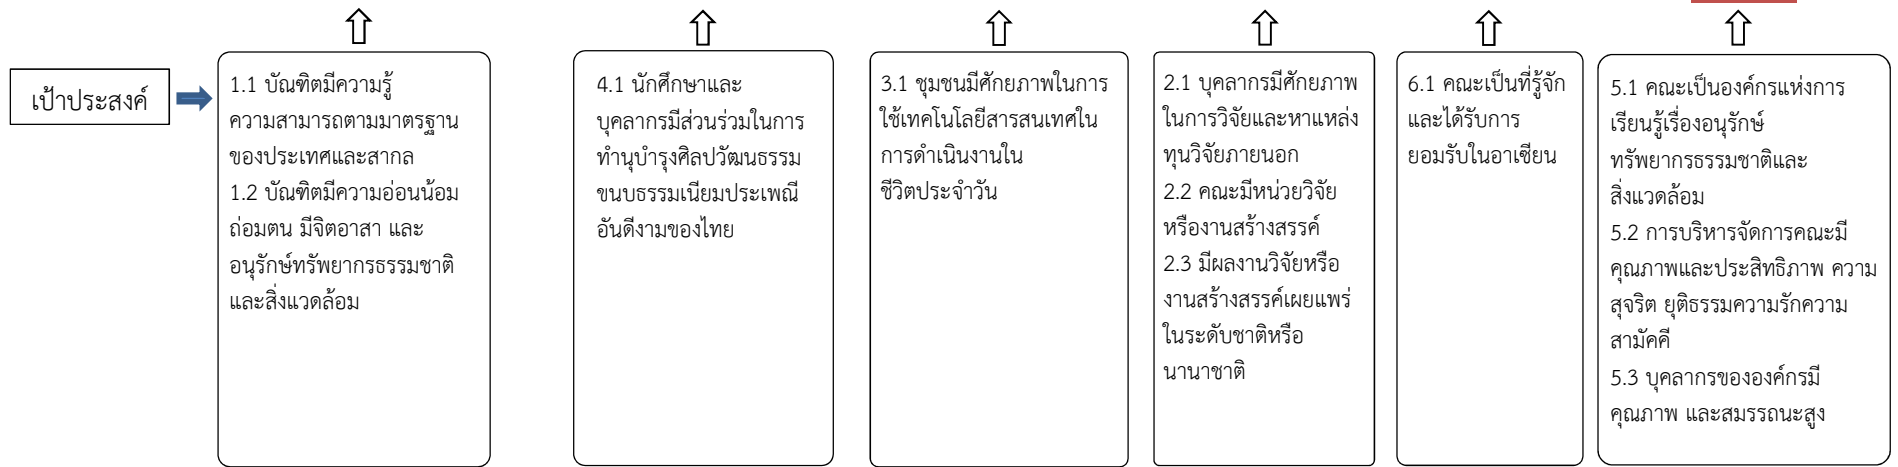 เป้าประสงค์
1.1 บัณฑิตมีความรู้
ความสามารถตามมาตรฐาน
ของประเทศและสากล
1.2 บัณฑิตมีความอ่อนน้อม
ถ่อมตน มีจิตอาสา และ
อนุรักษ์ทรัพยากรธรรมชาติ
และสิ่งแวดล้อม
4.1 นักศึกษาและ
บุคลากรมีส่วนร่วมในการ
ทำนุบำรุงศิลปวัฒนธรรม
ขนบธรรมเนียมประเพณี
อันดีงามของไทย
3.1 ชุมชนมีศักยภาพในการ
ใช้เทคโนโลยีสารสนเทศใน
การดำเนินงานใน
ชีวิตประจำวัน
2.1 บุคลากรมีศักยภาพ
ในการวิจัยและหาแหล่ง
ทุนวิจัยภายนอก
2.2 คณะมีหน่วยวิจัย
หรืองานสร้างสรรค์
2.3 มีผลงานวิจัยหรือ
งานสร้างสรรค์เผยแพร่
ในระดับชาติหรือ
นานาชาติ
6.1 คณะเป็นที่รู้จัก
และได้รับการ
ยอมรับในอาเซียน
5.1 คณะเป็นองค์กรแห่งการ
เรียนรู้เรื่องอนุรักษ์
ทรัพยากรธรรมชาติและ
สิ่งแวดล้อม
5.2 การบริหารจัดการคณะมี
คุณภาพและประสิทธิภาพ ความ
สุจริต ยุติธรรมความรักความ
สามัคคี
5.3 บุคลากรขององค์กรมี
คุณภาพ และสมรรถนะสูง